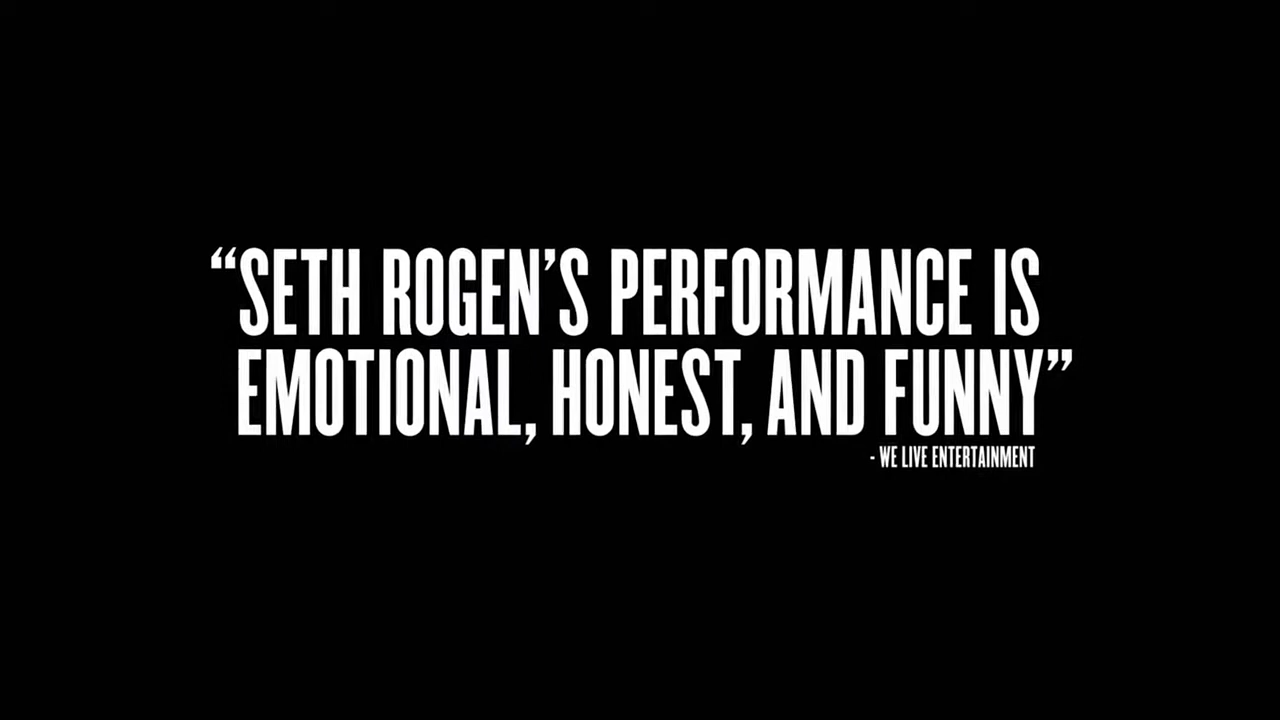 “SETH ROGEN’S PERFORMANCE IS
EMOTIONAL, HONEST, AND FUNNY”
- WE LIVE ENTERTAINMENT